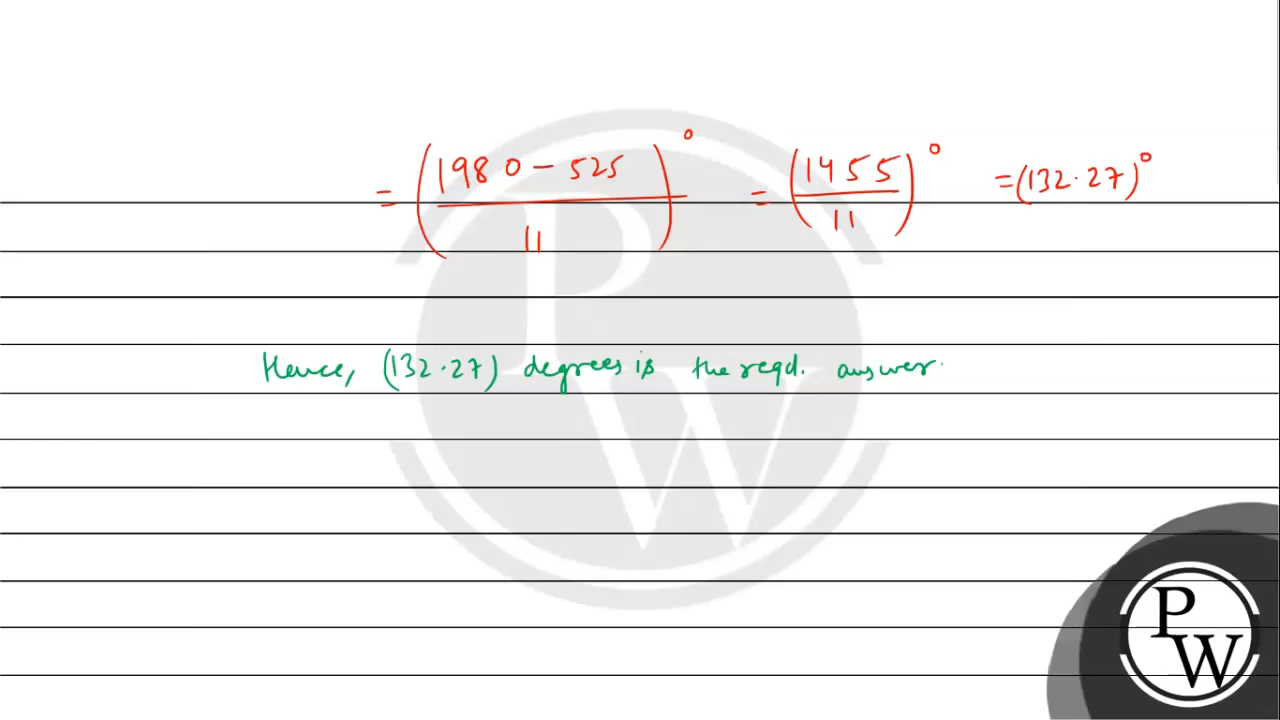 = (1980 - 525 / 11)° = (1455 / 11)° = (132.27)°
Hence, (132.27) degrees is the reqd. answer.
P
W
P
W